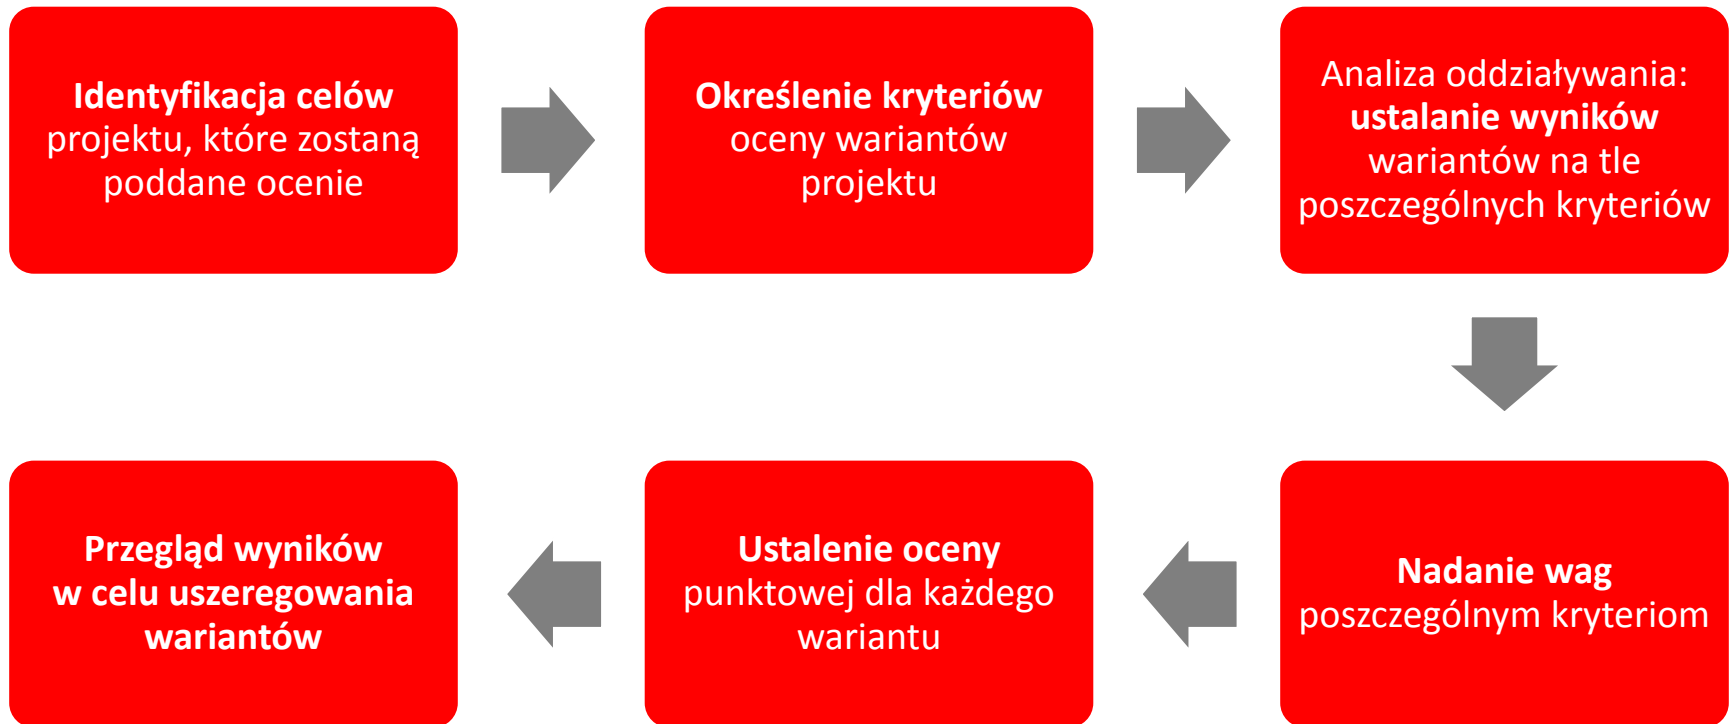 Identyfikacja celów
projektu, które zostaną
poddane ocenie
Określenie kryteriów
oceny wariantów
projektu
Analiza oddziaływania:
ustalanie wyników
wariantów na tle
poszczególnych kryteriów
Nadanie wag
poszczególnym kryteriom
Ustalenie oceny
punktowej dla każdego
wariantu
Przegląd wyników
w celu uszeregowania
wariantów